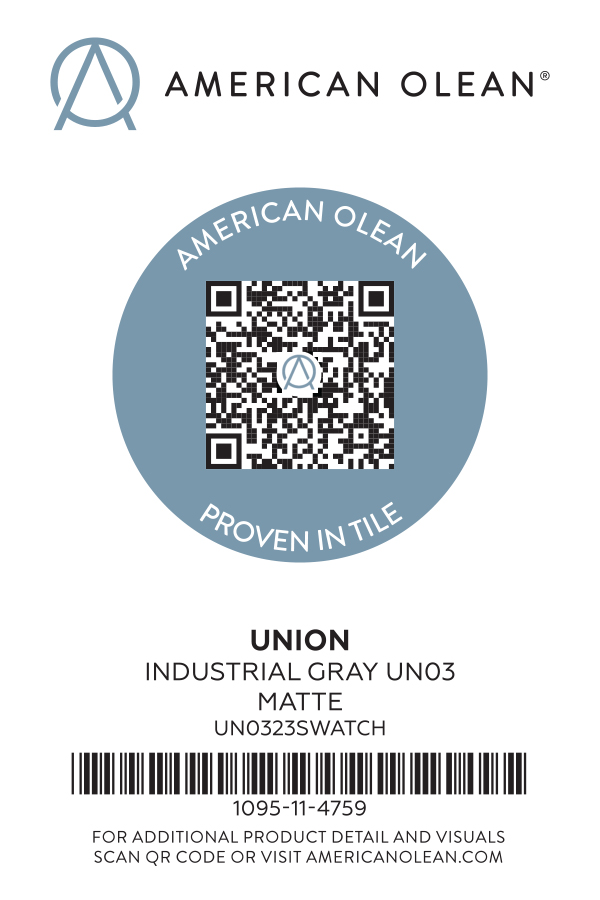 AMERICAN OLEAN®
AMERICAN OLEAN
PROVEN IN TILE
UNION
INDUSTRIAL GRAY UN03
MATTE
UN0323SWATCH
1095-11-4759
FOR ADDITIONAL PRODUCT DETAIL AND VISUALS
SCAN QR CODE OR VISIT AMERICANOLEAN.COM